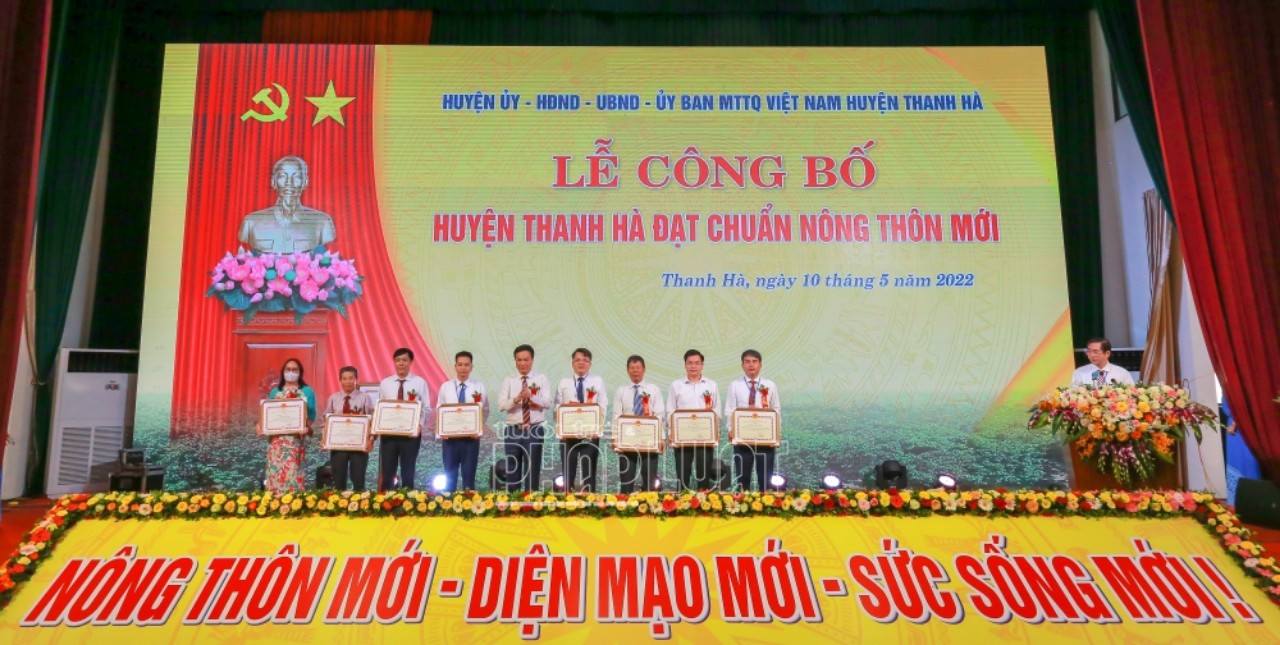 HUYỆN ỦY - HĐND - UBND - ỦY BAN MTTQ VIỆT NAM HUYỆN THANH HÀ
LỄ CÔNG BỐ
HUYỆN THANH HÀ ĐẠT CHUẨN NÔNG THÔN MỚI
Thanh Hà, ngày 10 tháng 5 năm 2022
tuổi trẻ
PHÁP LUẬT
NÔNG THÔN MỚI - DIỆN MẠO MỚI - SỨC SỐNG MỚI !